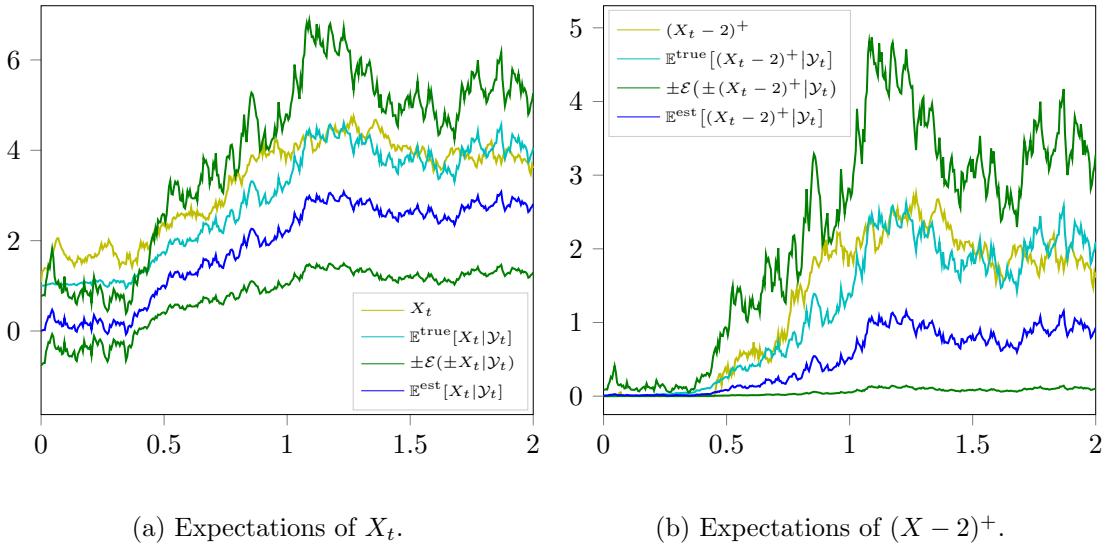 6
4
2
0
0
0.5
1
1.5
2
X_t
𝔼^true[X_t|𝒴_t]
±ℰ(±X_t|𝒴_t)
𝔼^est[X_t|𝒴_t]
(a) Expectations of X_t.
5
4
3
2
1
0
0
0.5
1
1.5
2
(X_t − 2)^+
𝔼^true[(X_t − 2)^+|𝒴_t]
±ℰ(±(X_t − 2)^+|𝒴_t)
𝔼^est[(X_t − 2)^+|𝒴_t]
(b) Expectations of (X − 2)^+.